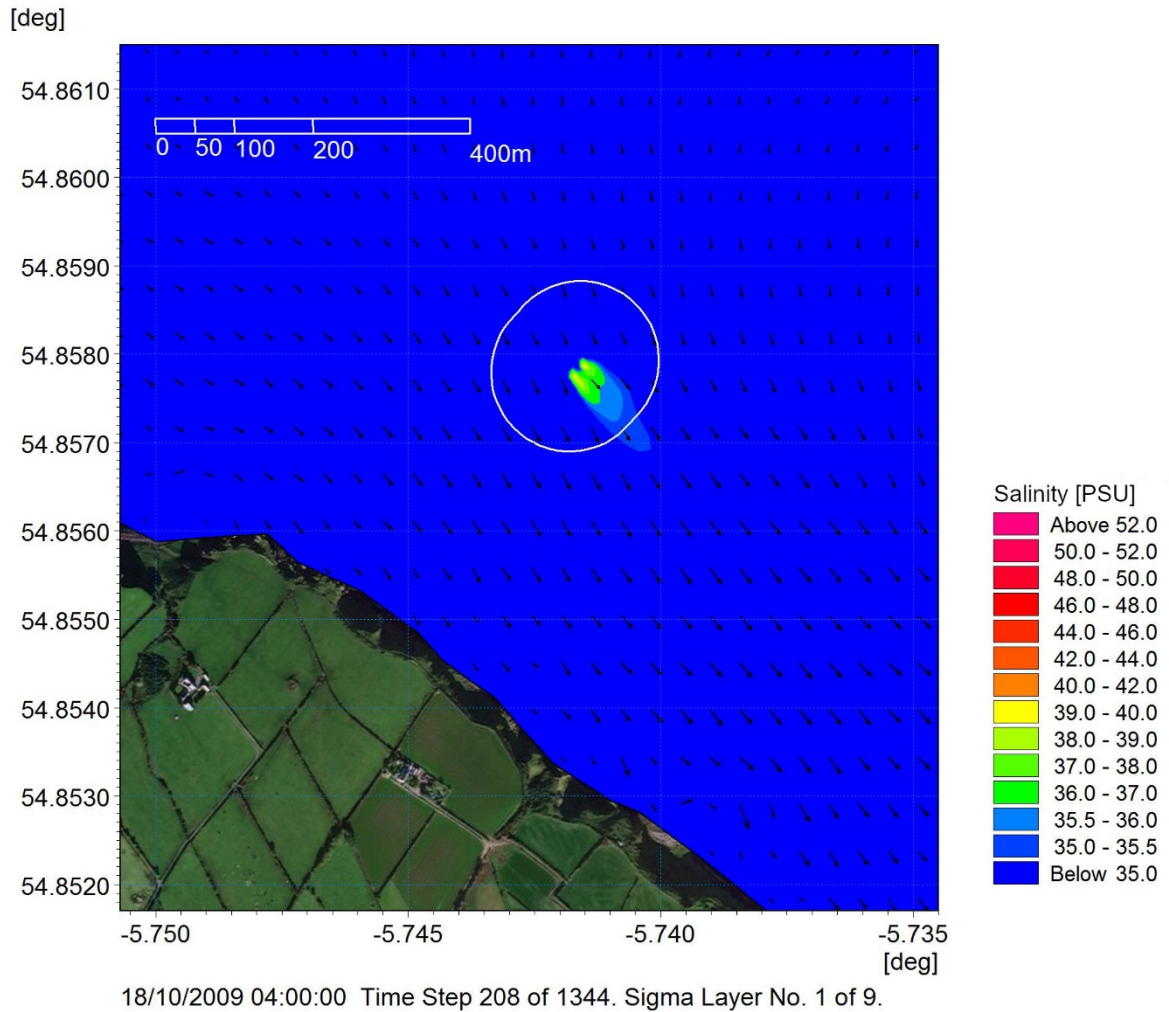 [deg]
54.8610
54.8600
54.8590
54.8580
54.8570
54.8560
54.8550
54.8540
54.8530
54.8520
0 50 100 200 400m
-5.750 -5.745 -5.740 -5.735
[deg]
18/10/2009 04:00:00 Time Step 208 of 1344. Sigma Layer No. 1 of 9.
Salinity [PSU]
Above 52.0
50.0 - 52.0
48.0 - 50.0
46.0 - 48.0
44.0 - 46.0
42.0 - 44.0
40.0 - 42.0
39.0 - 40.0
38.0 - 39.0
37.0 - 38.0
36.0 - 37.0
35.5 - 36.0
35.0 - 35.5
Below 35.0